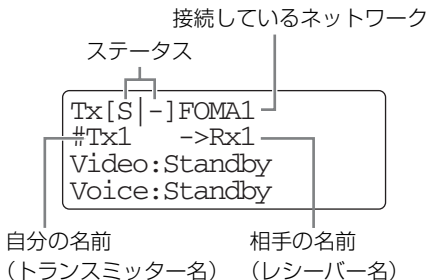 接続しているネットワーク
ステータス
Tx[S|-]FOMA1
#Tx1 ->Rx1
Video:Standby
Voice:Standby
自分の名前 相手の名前
(トランスミッター名) (レシーバー名)